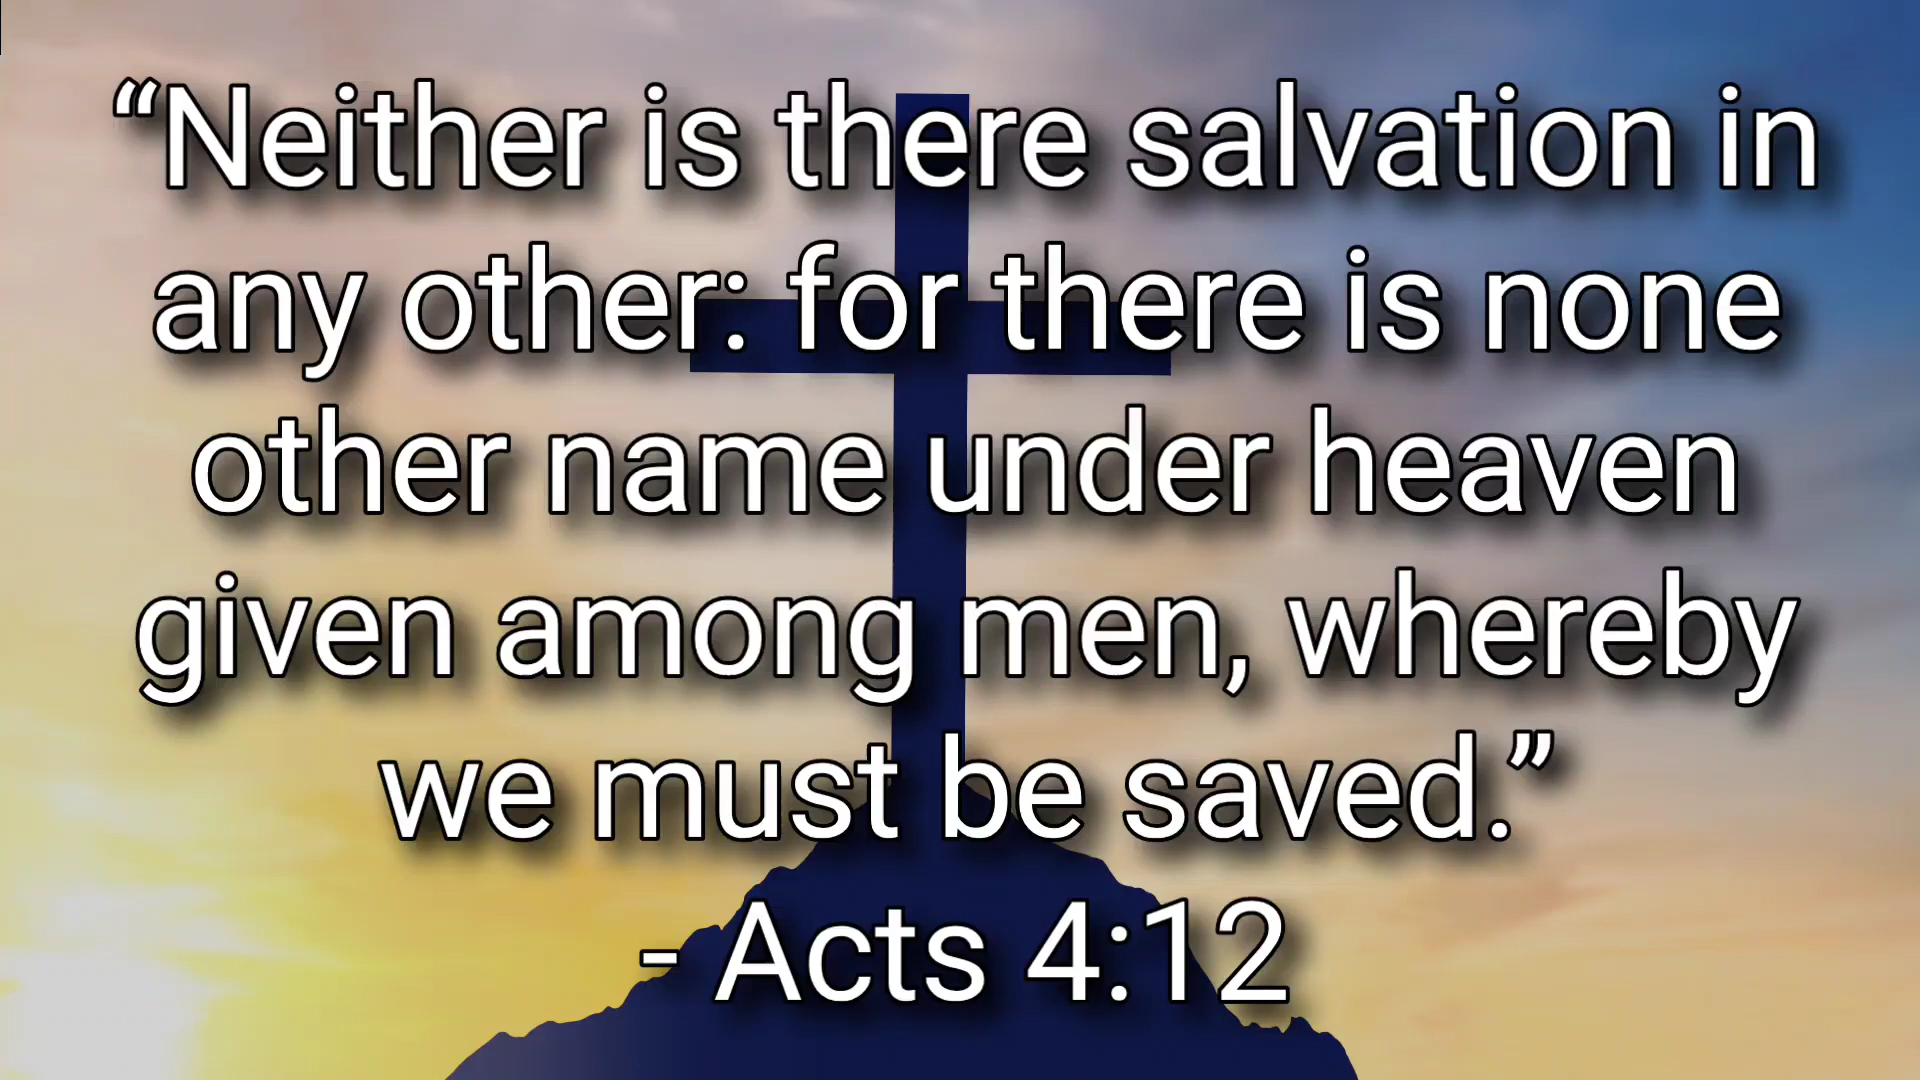 “Neither is there salvation in
any other: for there is none
other name under heaven
given among men, whereby
we must be saved.”
- Acts 4:12